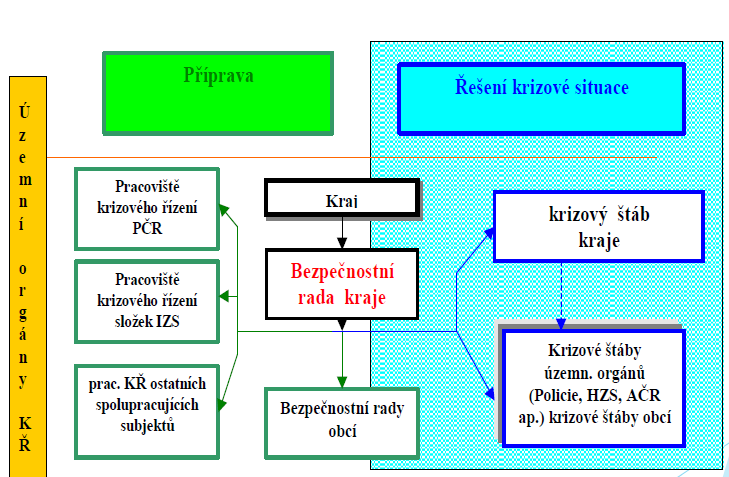 Příprava
Řešení krizové situace
Územní orgány KŘ
Pracoviště
krizového řízení
PČR
Kraj
krizový štáb
kraje
Pracoviště
krizového řízení
složek IZS
Bezpečnostní
rada kraje
prac. KŘ ostatních
spolupracujících
subjektů
Bezpečnostní rady
obcí
Krizové štáby
územn. orgánů
(Policie, HZS, AČR
ap.) krizové štáby obcí